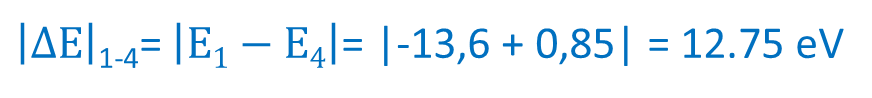 |ΔE|₁₋₄= |E₁ − E₄|= |-13,6 + 0,85| = 12.75 eV